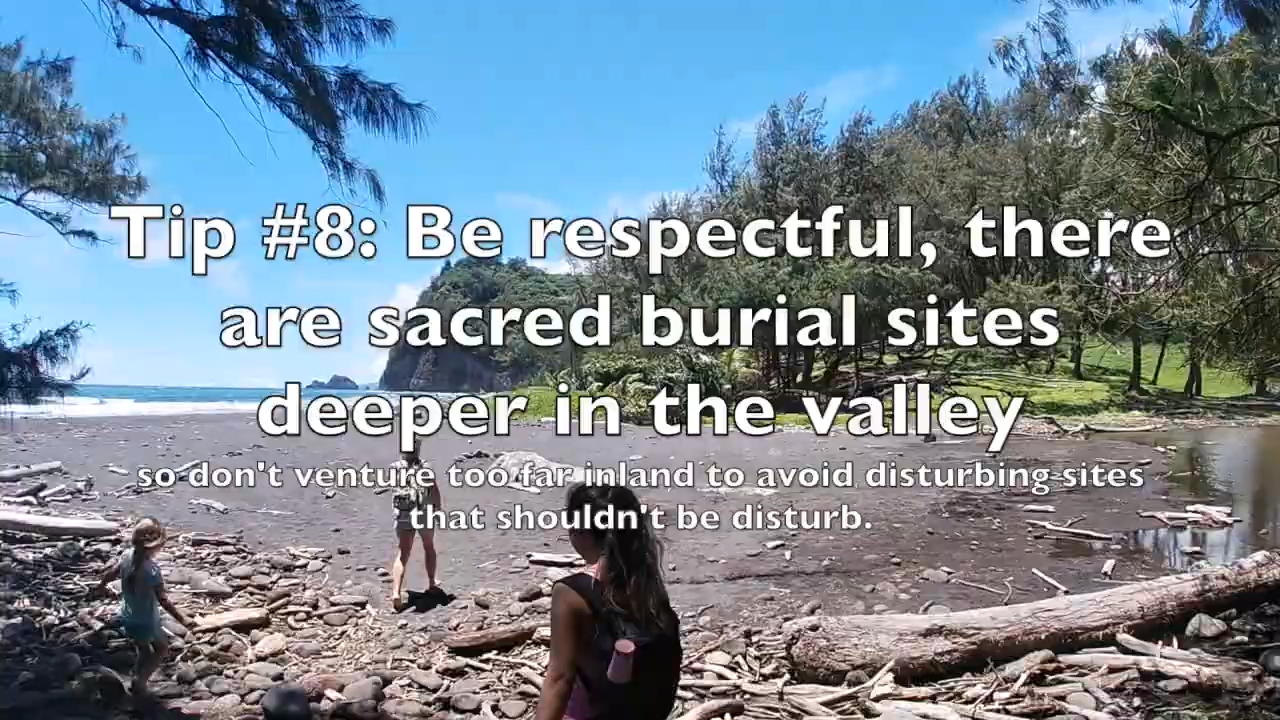 Tip #8: Be respectful, there
are sacred burial sites
deeper in the valley
so don't venture too far inland to avoid disturbing sites
that shouldn't be disturb.